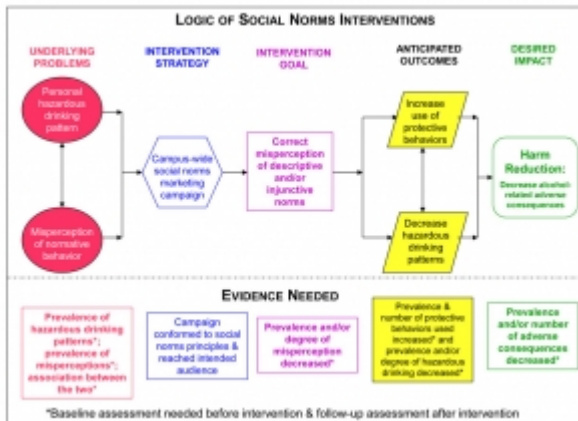 LOGIC OF SOCIAL NORMS INTERVENTIONS
UNDERLYING
PROBLEMS
INTERVENTION
STRATEGY
INTERVENTION
GOAL
ANTICIPATED
OUTCOMES
DESIRED
IMPACT
Personal
hazardous
drinking
pattern
Misperception
of normative
behavior
Campus-wide
social norms
marketing
campaign
Correct
misperception of
descriptive
and/or
injunctive
norms
Increase
use of
protective
behaviors
Decrease
hazardous
drinking
patterns
Harm
Reduction:
Decrease alcohol-
related adverse
consequences
EVIDENCE NEEDED
Prevalence of
hazardous drinking
patterns*;
prevalence of
misperceptions*;
association between
the two*
Campaign
conformed to social
norms principles &
reached intended
audience
Prevalence and/or
degree of
misperception
decreased*
Prevalence &
number of protective
behaviors used
increased* and
prevalence and/or
degree of hazardous
drinking decreased*
Prevalence
and/or number
of adverse
consequences
decreased*
*Baseline assessment needed before intervention & follow-up assessment after intervention